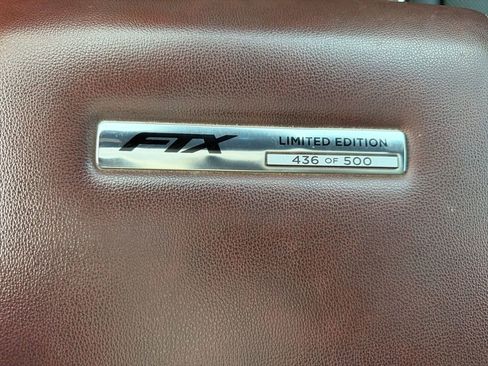 FTX
LIMITED EDITION
436 OF 500